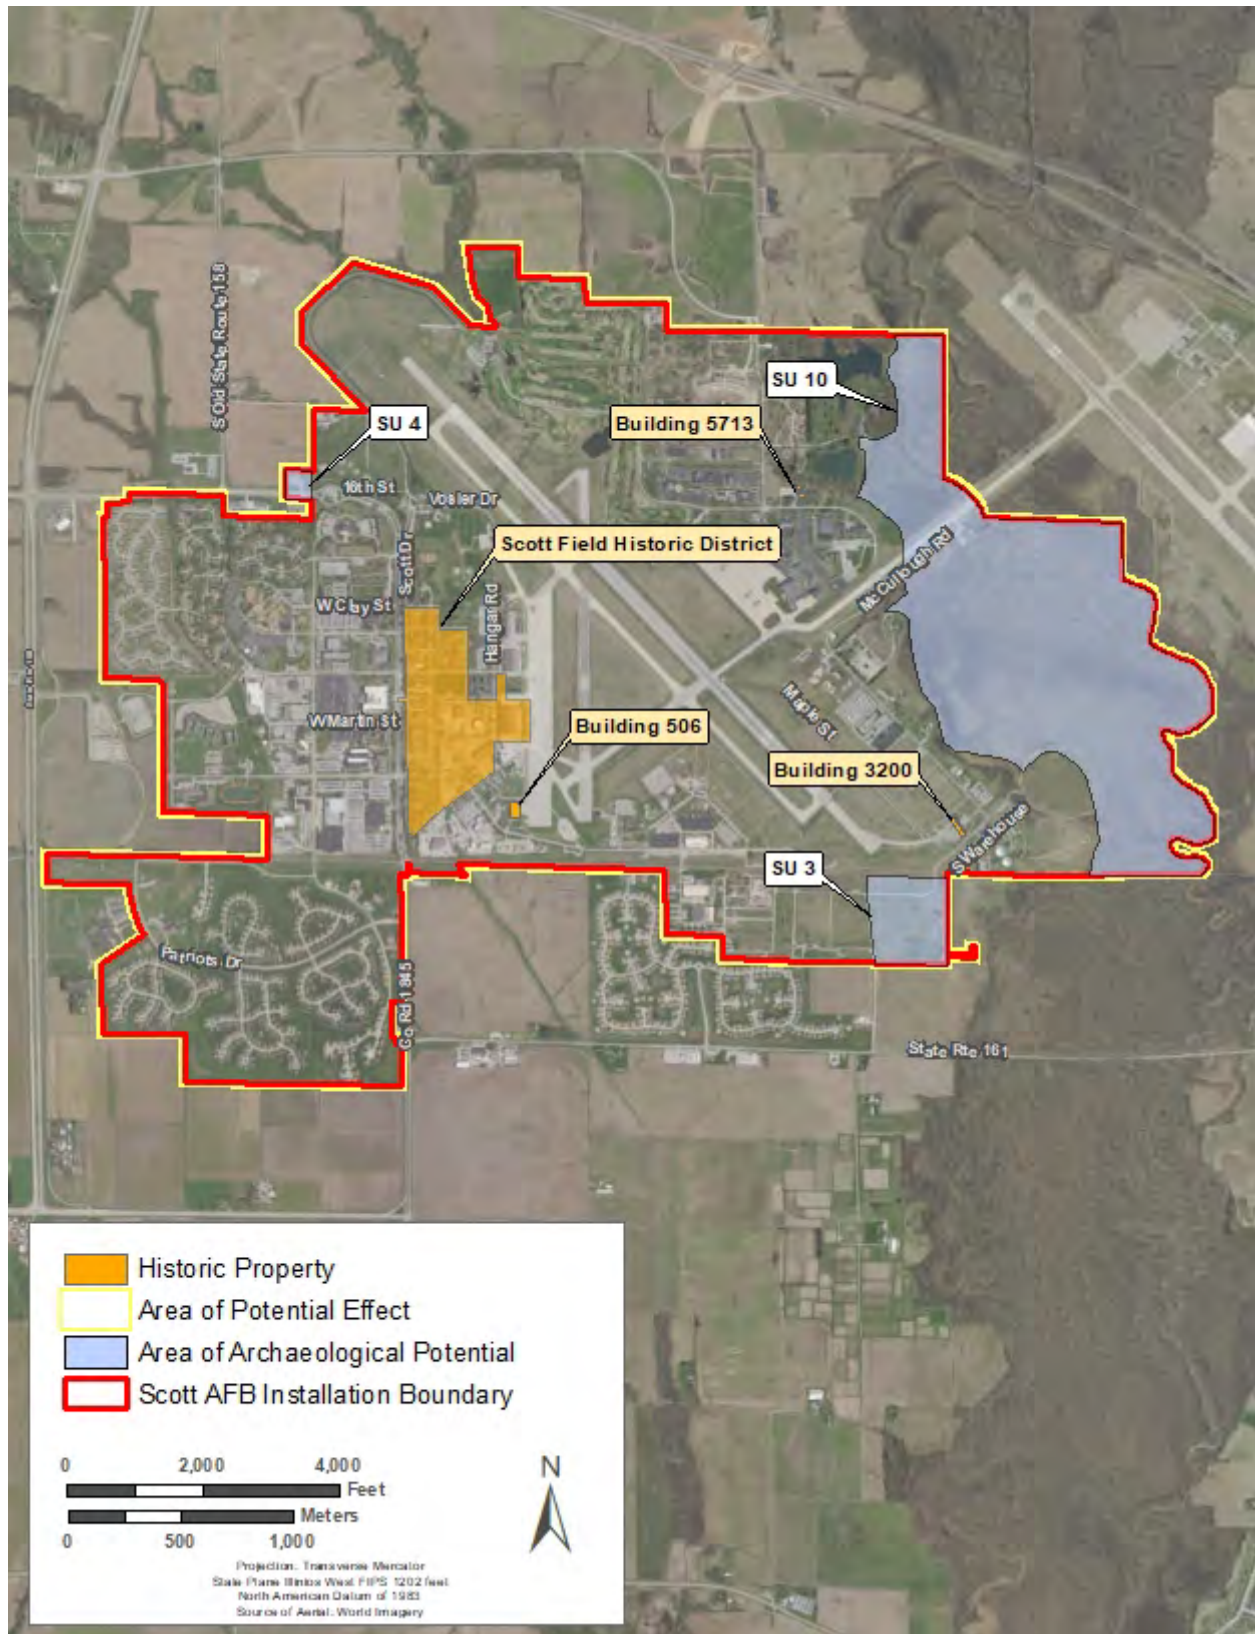 S Old State Route 158
SU 10
SU 4
Building 5713
16th St
Vosler Dr
Scott Field Historic District
Scott Dr
McCullough Rd
W Clay St
Hangar Rd
W Martin St
Maple St
Building 506
Building 3200
S Warehouse
SU 3
Patriots Dr
Co Rd 1845
State Rte 161
Historic Property
Area of Potential Effect
Area of Archaeological Potential
Scott AFB Installation Boundary
0 2,000 4,000
Feet
Meters
0 500 1,000
N
Projection: Transverse Mercator
State Plane Illinios West FIPS 1202 feet
North American Datum of 1983
Source of Aerial: World Imagery